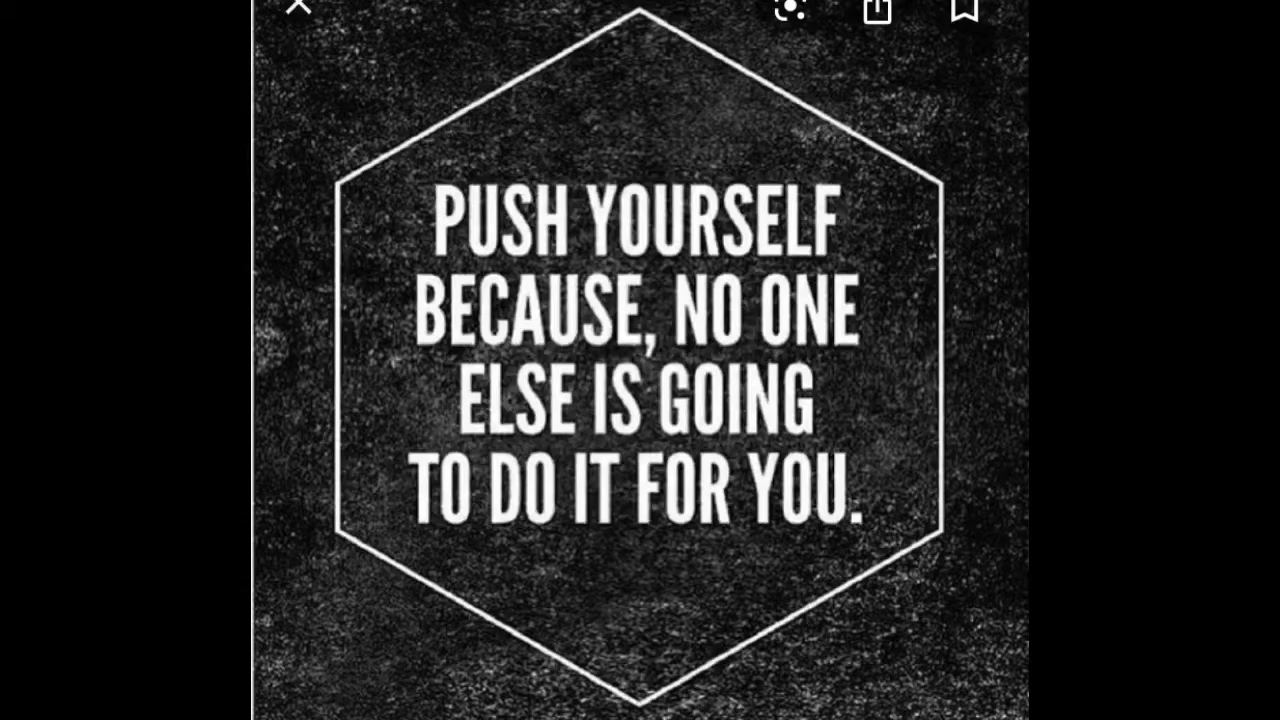 PUSH YOURSELF
BECAUSE, NO ONE
ELSE IS GOING
TO DO IT FOR YOU.